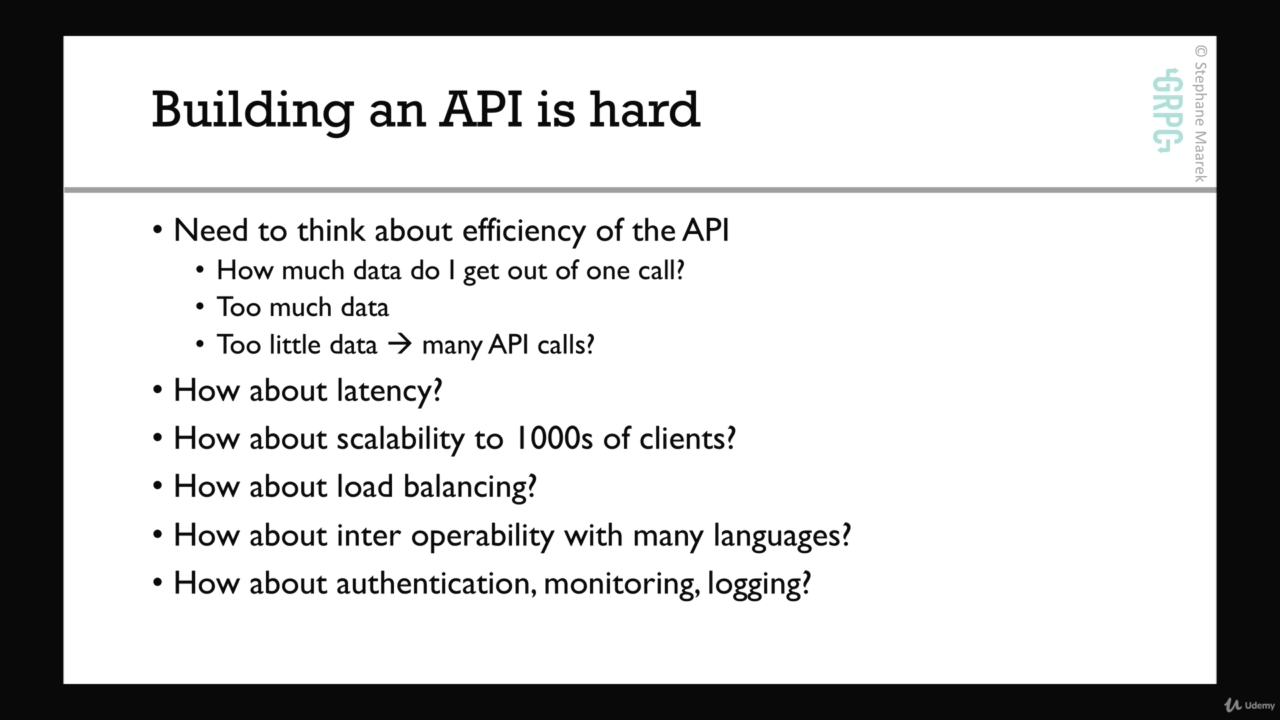 Building an API is hard
© Stephane Maarek
GRPC
• Need to think about efficiency of the API
• How much data do I get out of one call?
• Too much data
• Too little data → many API calls?
• How about latency?
• How about scalability to 1000s of clients?
• How about load balancing?
• How about inter operability with many languages?
• How about authentication, monitoring, logging?
Udemy